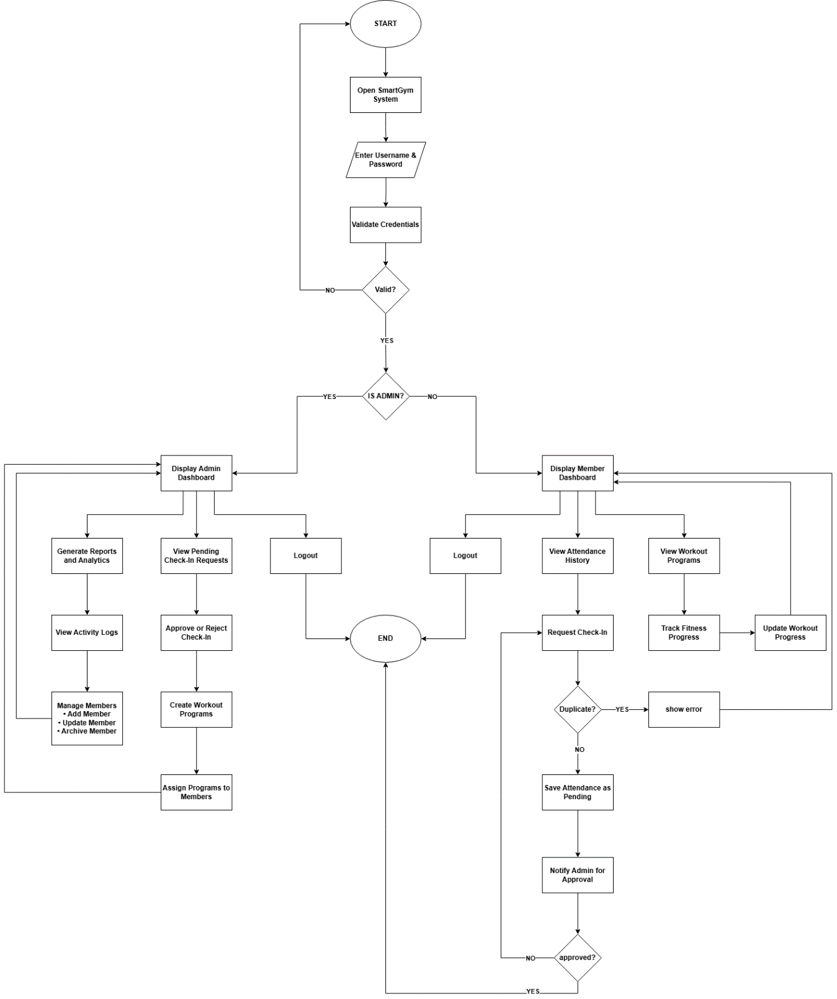 START
Open SmartGym
System
Enter Username &
Password
Validate Credentials
Valid?
NO
YES
IS ADMIN?
YES
NO
Display Admin
Dashboard
Display Member
Dashboard
Generate Reports
and Analytics
View Pending
Check-In Requests
Logout
Logout
View Attendance
History
View Workout
Programs
View Activity Logs
Approve or Reject
Check-In
END
Request Check-In
Track Fitness
Progress
Update Workout
Progress
Manage Members
• Add Member
• Update Member
• Archive Member
Create Workout
Programs
Duplicate?
YES
show error
NO
Assign Programs to
Members
Save Attendance as
Pending
Notify Admin for
Approval
approved?
NO
YES